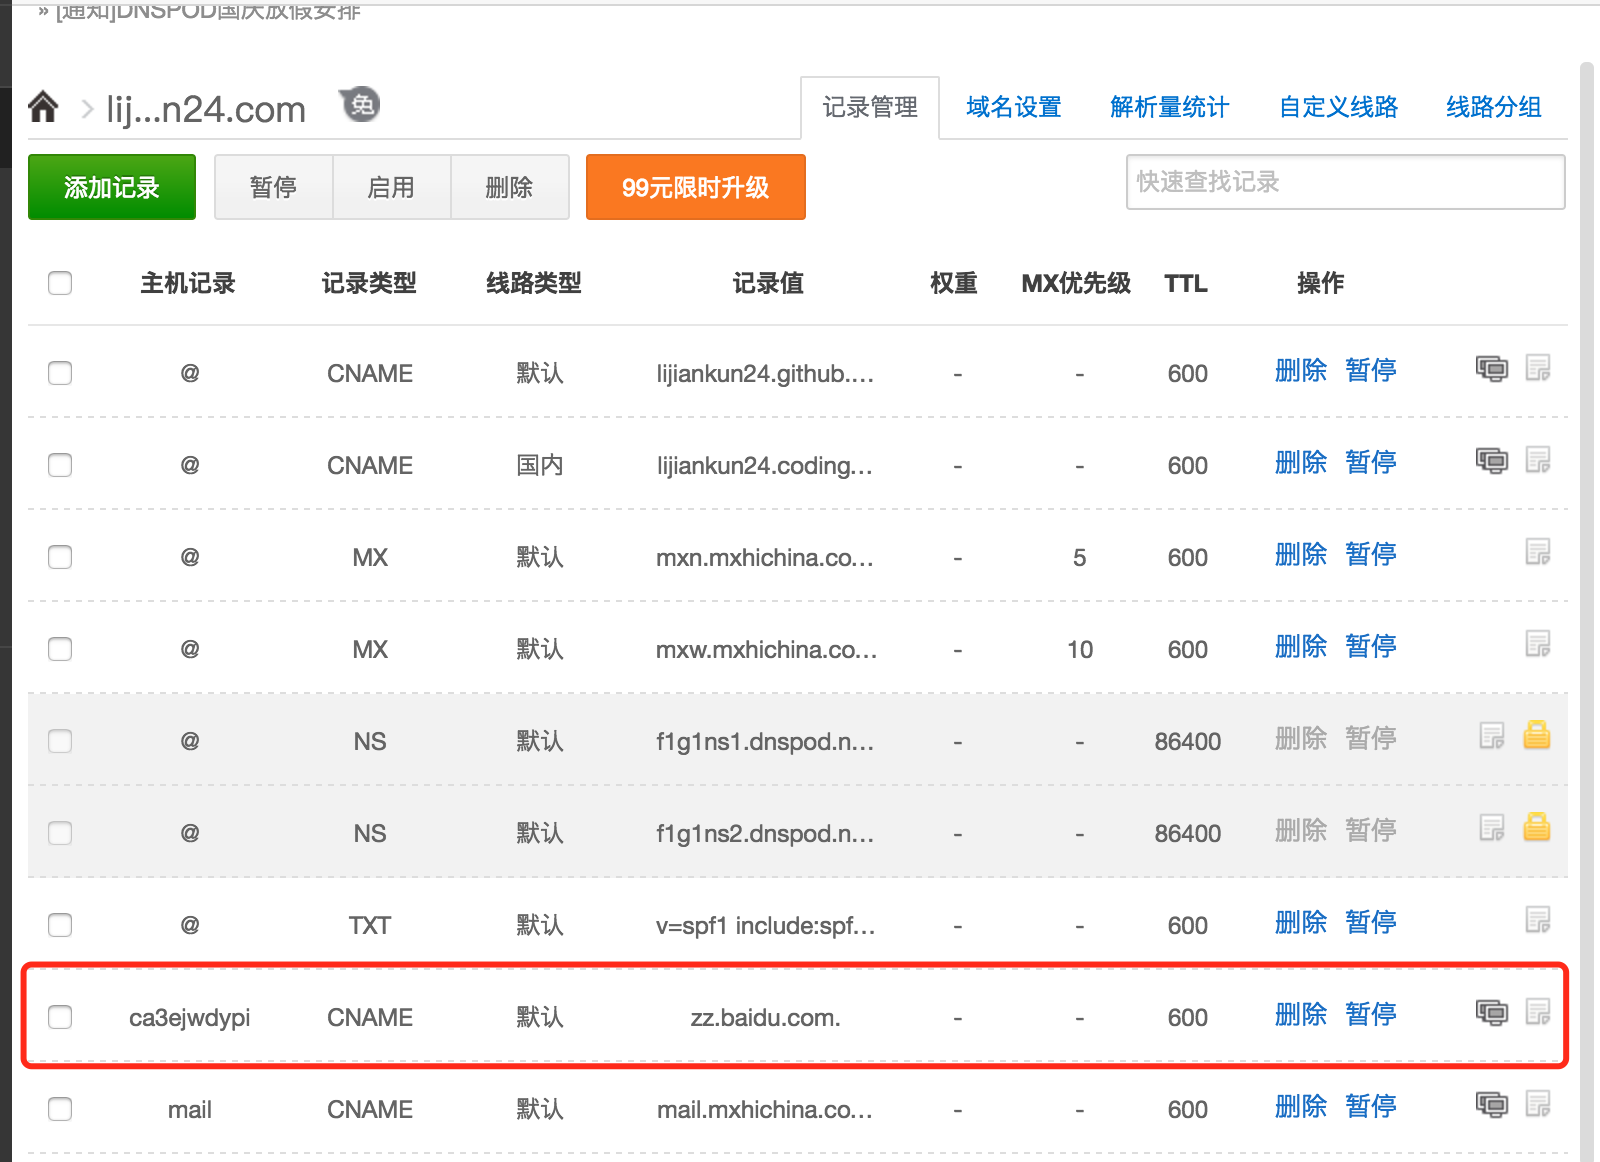 » [通知]DNSPOD国庆放假安排
lij...n24.com 免
记录管理 域名设置 解析量统计 自定义线路 线路分组
添加记录 暂停 启用 删除 99元限时升级 快速查找记录
主机记录 记录类型 线路类型 记录值 权重 MX优先级 TTL 操作
@ CNAME 默认 lijiankun24.github.... - - 600 删除 暂停
@ CNAME 国内 lijiankun24.coding... - - 600 删除 暂停
@ MX 默认 mxn.mxhichina.co... - 5 600 删除 暂停
@ MX 默认 mxw.mxhichina.co... - 10 600 删除 暂停
@ NS 默认 f1g1ns1.dnspod.n... - - 86400 删除 暂停
@ NS 默认 f1g1ns2.dnspod.n... - - 86400 删除 暂停
@ TXT 默认 v=spf1 include:spf... - - 600 删除 暂停
ca3ejwdypi CNAME 默认 zz.baidu.com. - - 600 删除 暂停
mail CNAME 默认 mail.mxhichina.co... - - 600 删除 暂停